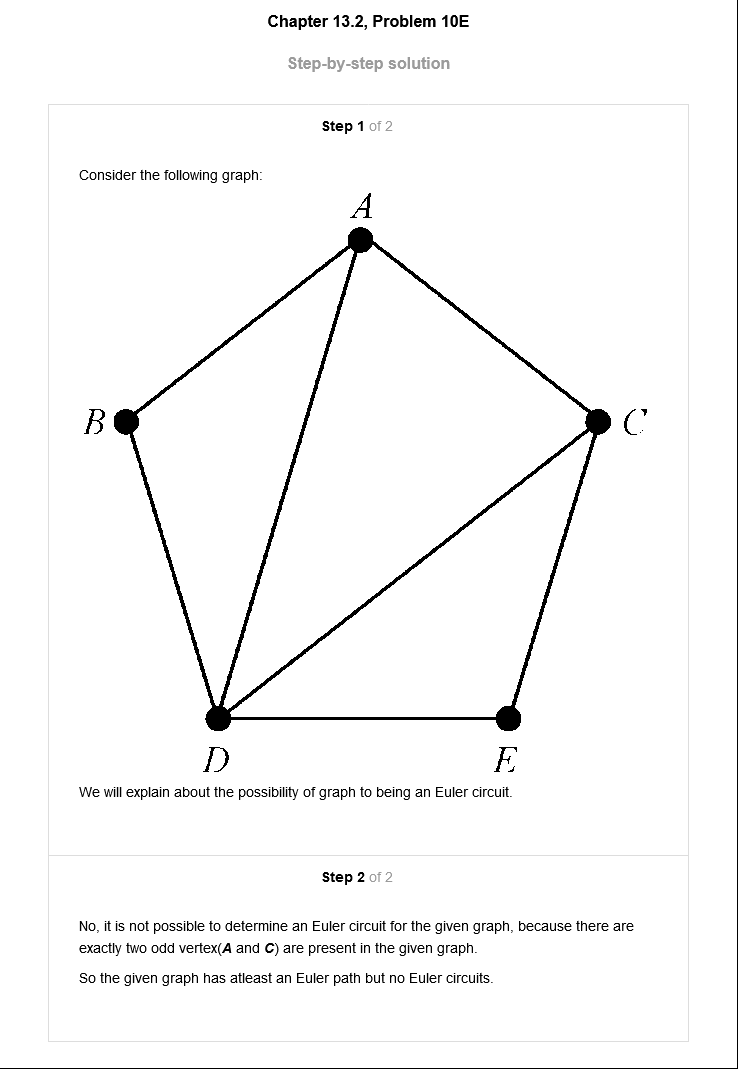 Chapter 13.2, Problem 10E
Step-by-step solution
Step 1 of 2
Consider the following graph:
A
B
C
D
E
We will explain about the possibility of graph to being an Euler circuit.
Step 2 of 2
No, it is not possible to determine an Euler circuit for the given graph, because there are
exactly two odd vertex(A and C) are present in the given graph.
So the given graph has atleast an Euler path but no Euler circuits.